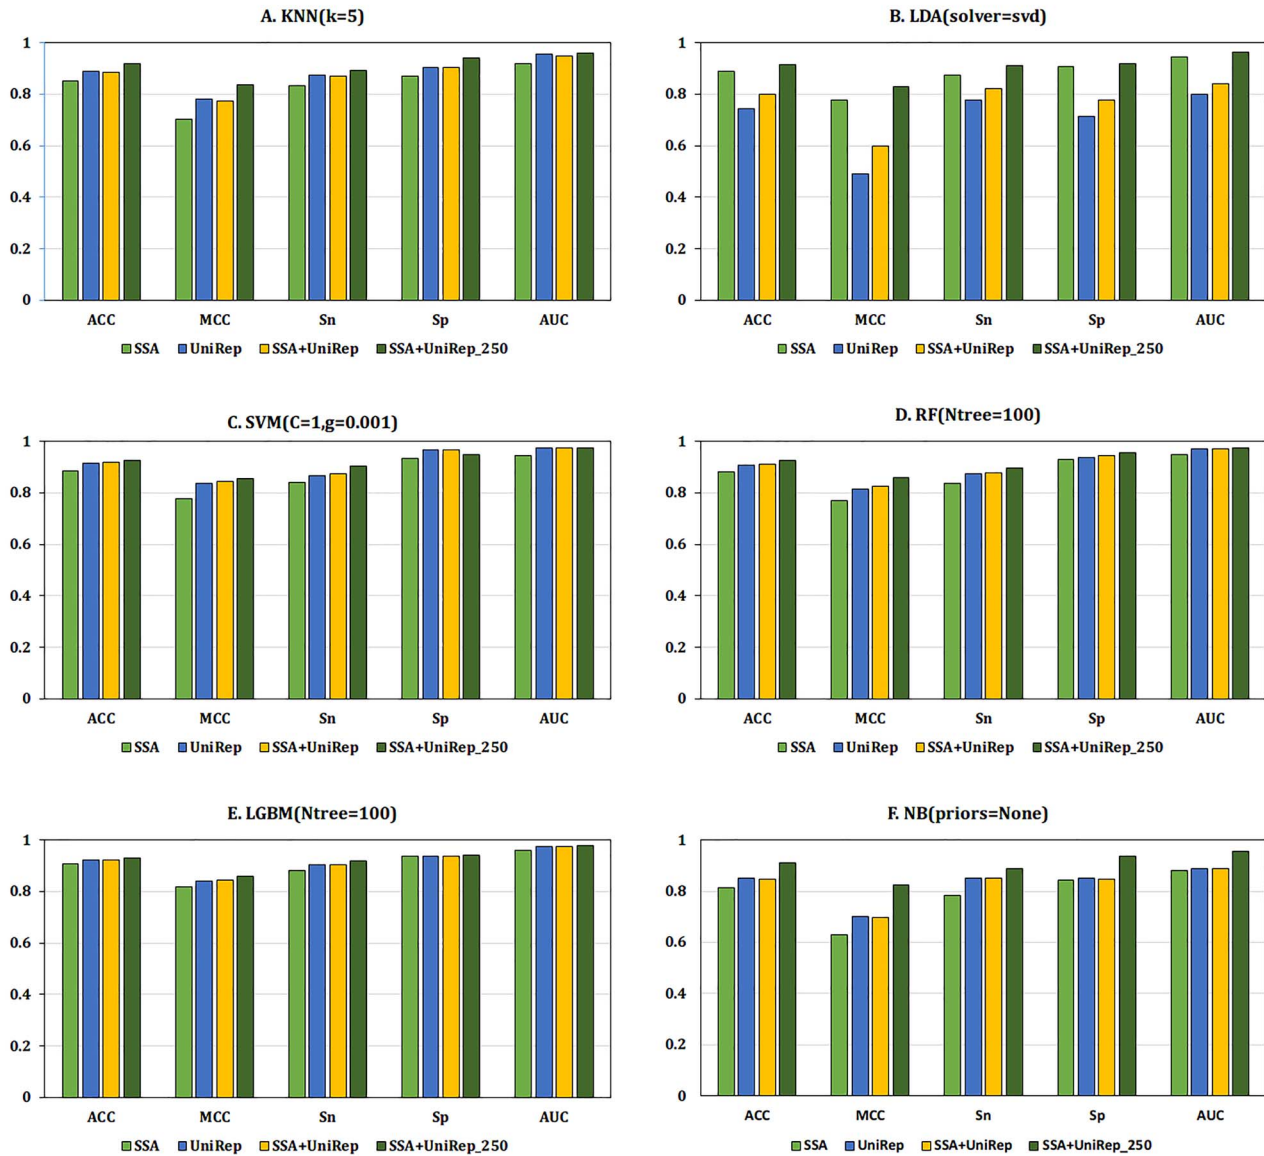 A. KNN(k=5)
1
0.8
0.6
0.4
0.2
0
ACC MCC Sn Sp AUC
SSA UniRep SSA+UniRep SSA+UniRep_250
B. LDA(solver=svd)
1
0.8
0.6
0.4
0.2
0
ACC MCC Sn Sp AUC
SSA UniRep SSA+UniRep SSA+UniRep_250
C. SVM(C=1,g=0.001)
1
0.8
0.6
0.4
0.2
0
ACC MCC Sn Sp AUC
SSA UniRep SSA+UniRep SSA+UniRep_250
D. RF(Ntree=100)
1
0.8
0.6
0.4
0.2
0
ACC MCC Sn Sp AUC
SSA UniRep SSA+UniRep SSA+UniRep_250
E. LGBM(Ntree=100)
1
0.8
0.6
0.4
0.2
0
ACC MCC Sn Sp AUC
SSA UniRep SSA+UniRep SSA+UniRep_250
F. NB(priors=None)
1
0.8
0.6
0.4
0.2
0
ACC MCC Sn Sp AUC
SSA UniRep SSA+UniRep SSA+UniRep_250